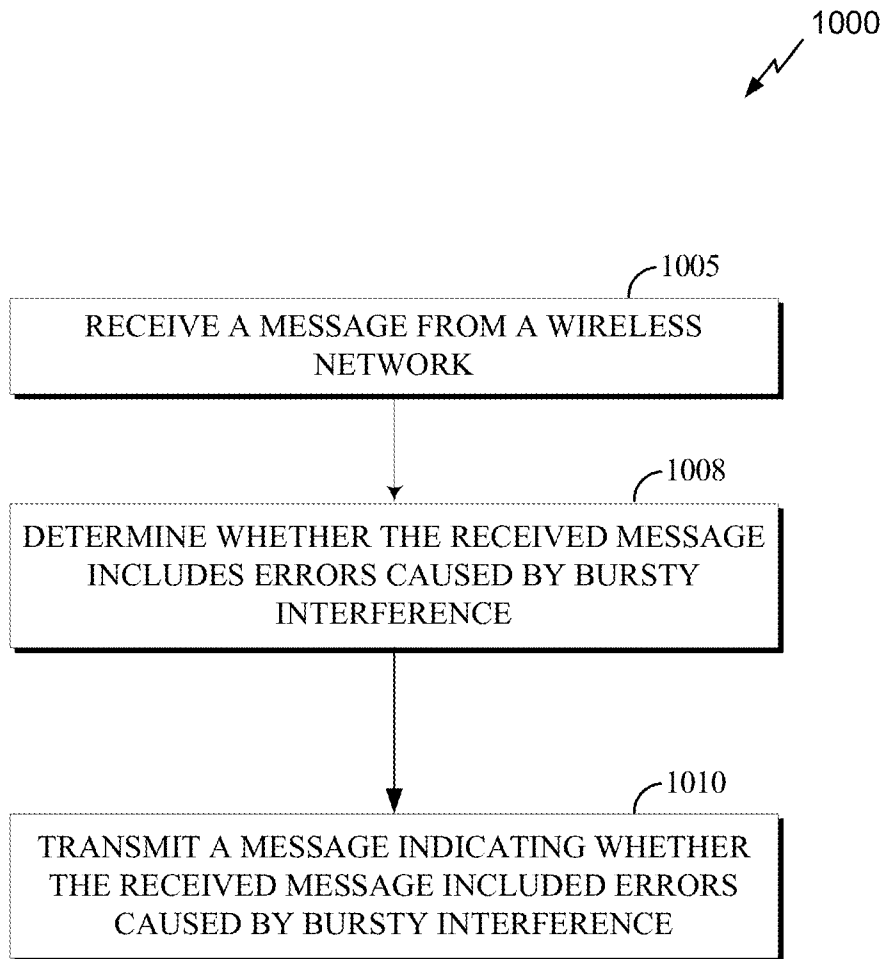 1000
1005
RECEIVE A MESSAGE FROM A WIRELESS
NETWORK
1008
DETERMINE WHETHER THE RECEIVED MESSAGE
INCLUDES ERRORS CAUSED BY BURSTY
INTERFERENCE
1010
TRANSMIT A MESSAGE INDICATING WHETHER
THE RECEIVED MESSAGE INCLUDED ERRORS
CAUSED BY BURSTY INTERFERENCE